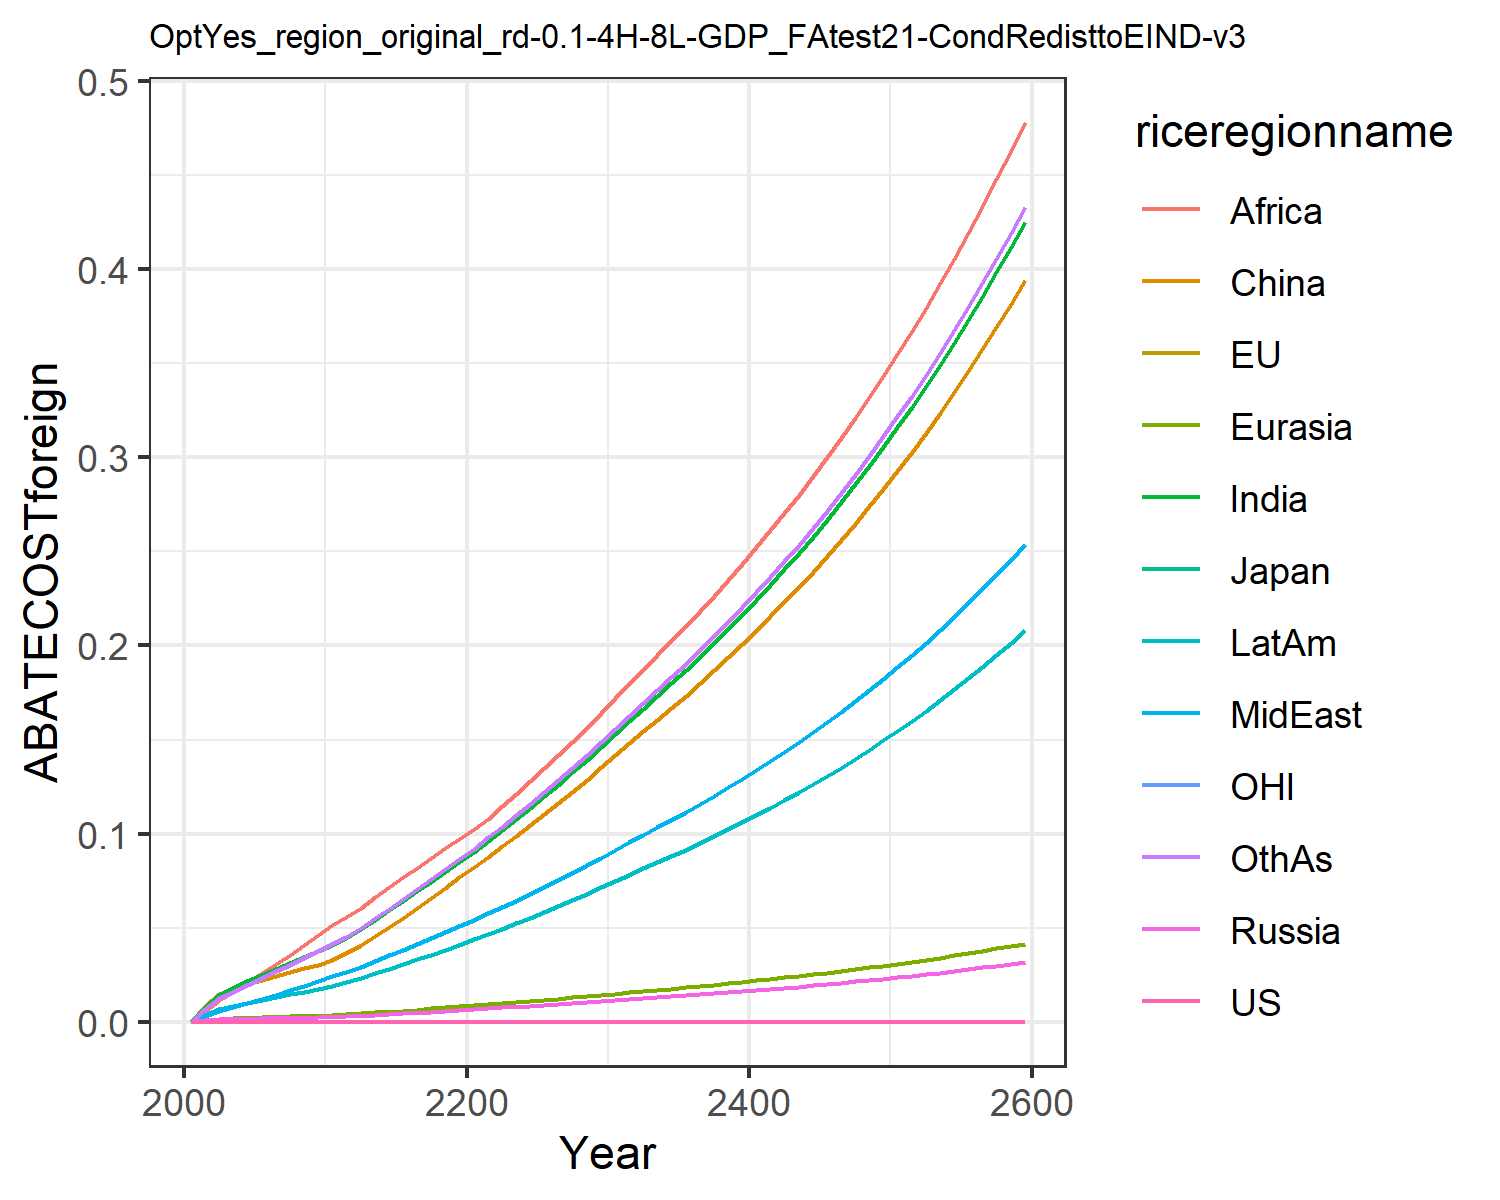 OptYes_region_original_rd-0.1-4H-8L-GDP_FAtest21-CondRedisttoEIND-v3
ABATECOSTforeign
0.5
0.4
0.3
0.2
0.1
0.0
2000
2200
2400
2600
Year
riceregionname
Africa
China
EU
Eurasia
India
Japan
LatAm
MidEast
OHI
OthAs
Russia
US